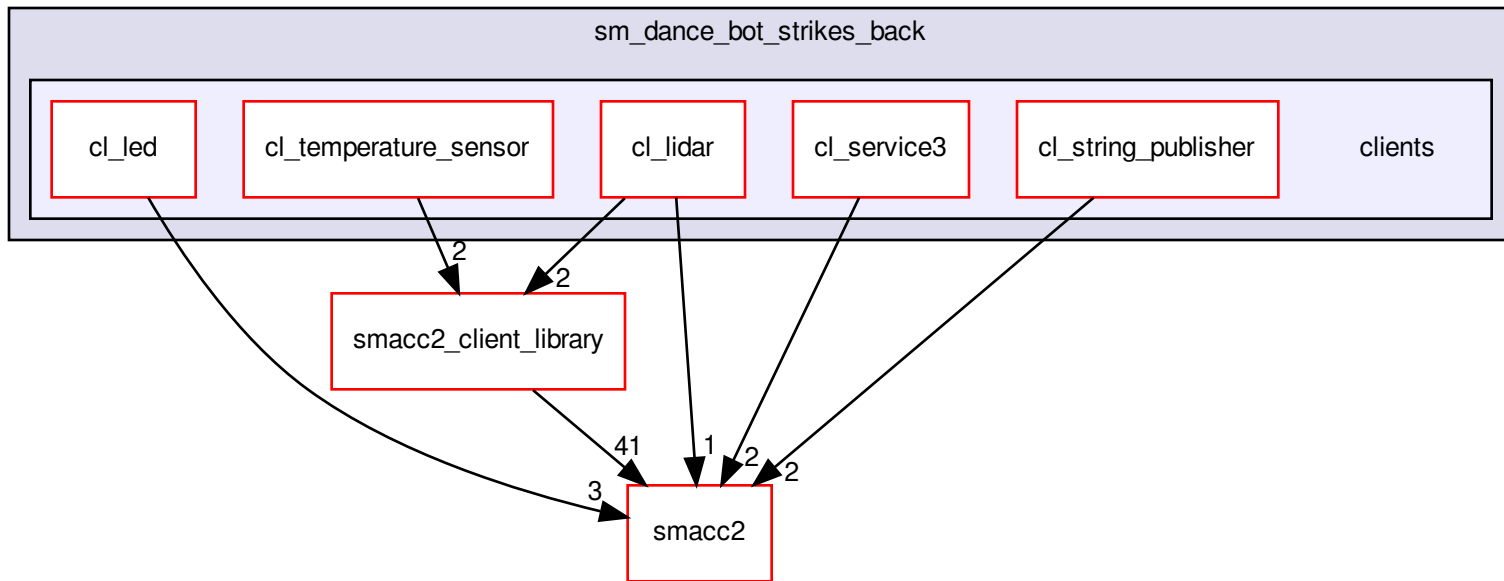 sm_dance_bot_strikes_back
cl_led
cl_temperature_sensor
cl_lidar
cl_service3
cl_string_publisher
clients
2
2
smacc2_client_library
41
1
2
2
3
smacc2